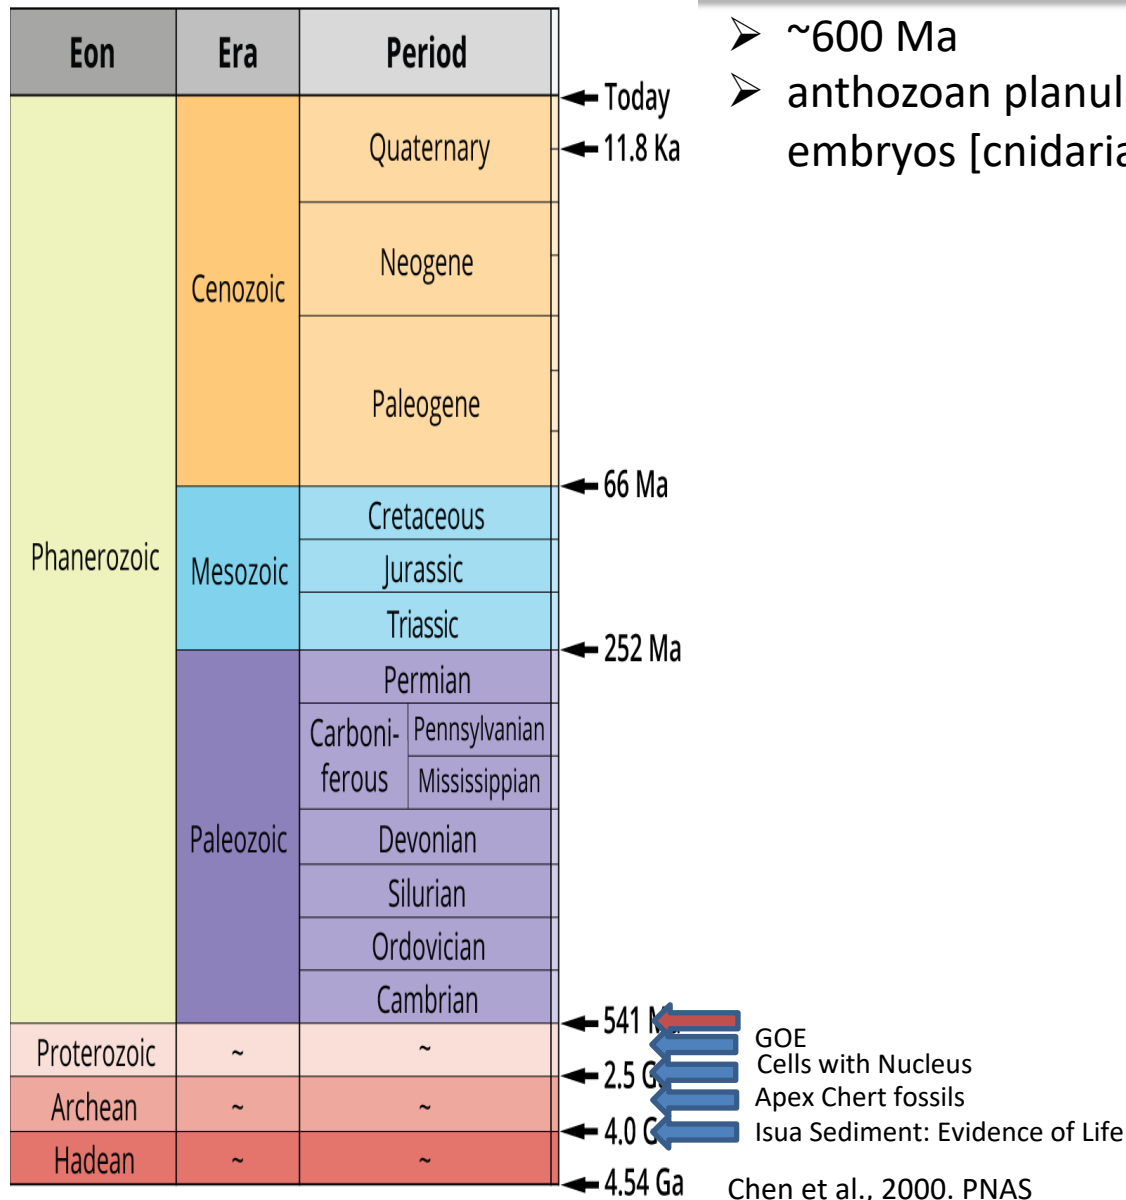 Eon Era Period
Today
Quaternary
11.8 Ka
Neogene
Cenozoic
Paleogene
66 Ma
Cretaceous
Phanerozoic
Mesozoic
Jurassic
Triassic
252 Ma
Permian
Carboni-
ferous
Pennsylvanian
Mississippian
Paleozoic
Devonian
Silurian
Ordovician
Cambrian
541
Proterozoic ~ ~
2.5
Archean ~ ~
4.0
Hadean ~ ~
4.54 Ga
➢ ~600 Ma
➢ anthozoan
embryos
GOE
Cells with Nucleus
Apex Chert fossils
Isua Sediment: Evidence of Life
Chen et al., 2000. PNAS